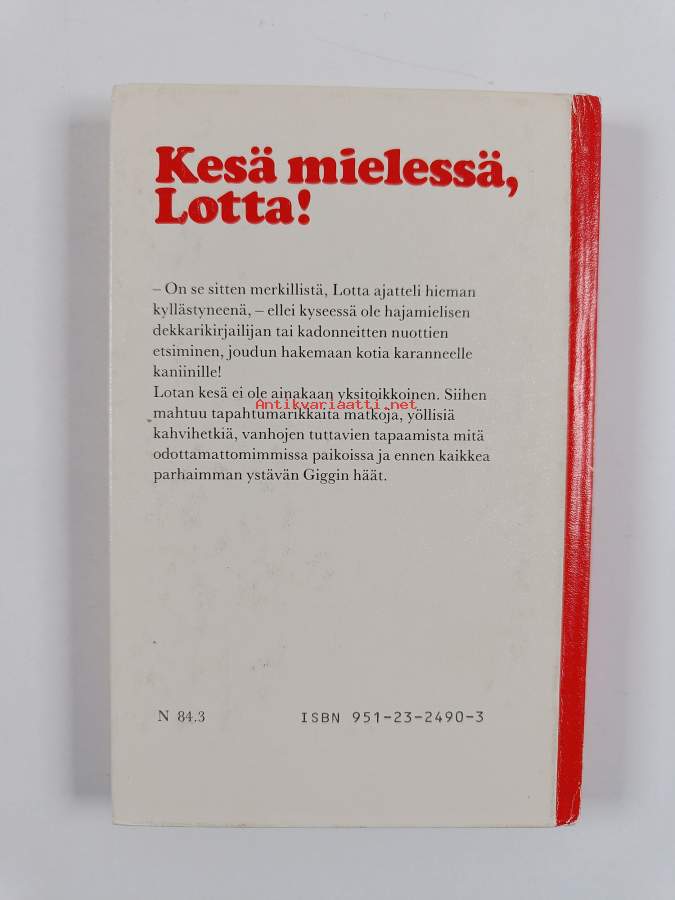 Kesä mielessä,
Lotta!
– On se sitten merkillistä, Lotta ajatteli hieman
kyllästyneenä, – ellei kyseessä ole hajamielisen
dekkarikirjailijan tai kadonneitten nuottien
etsiminen, joudun hakemaan kotia karanneelle
kaniinille!
Lotan kesä ei ole ainakaan yksitoikkoinen. Siihen
Antikvariaatti.net
mahtuu tapahtumarikkaita matkoja, yöllisiä
kahvihetkiä, vanhojen tuttavien tapaamista mitä
odottamattomimmissa paikoissa ja ennen kaikkea
parhaimman ystävän Giggin häät.
N 84.3 ISBN 951-23-2490-3